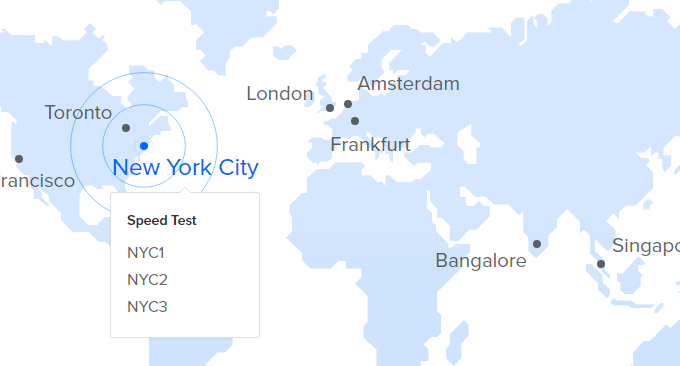 Amsterdam
London
Toronto
Frankfurt
New York City
rancisco
Speed Test
Singapo
NYC1
Bangalore
NYC2
NYC3